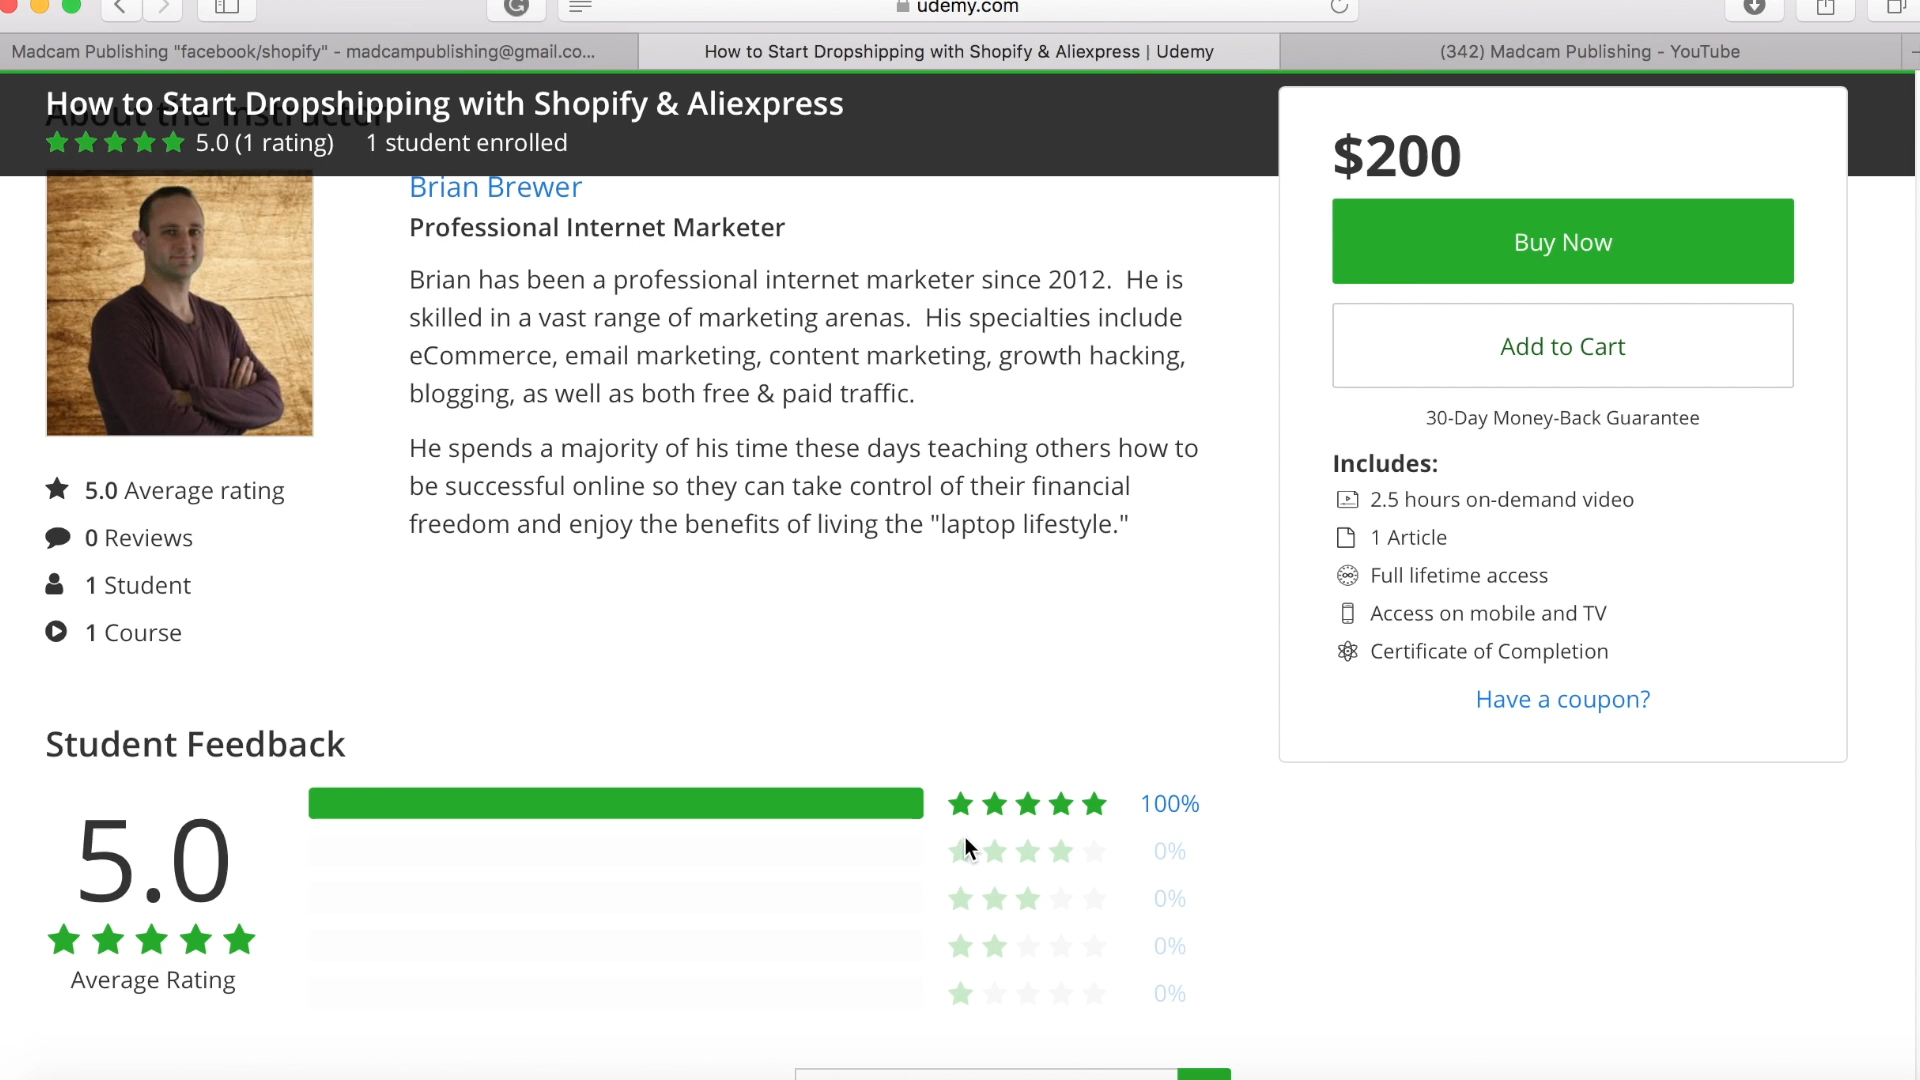 udemy.com
Madcam Publishing "facebook/shopify" - madcampublishing@gmail.co...
How to Start Dropshipping with Shopify & Aliexpress | Udemy
(342) Madcam Publishing - YouTube
How to Start Dropshipping with Shopify & Aliexpress
About the Instructor
5.0 (1 rating) 1 student enrolled
Brian Brewer
Professional Internet Marketer
Brian has been a professional internet marketer since 2012. He is
skilled in a vast range of marketing arenas. His specialties include
eCommerce, email marketing, content marketing, growth hacking,
blogging, as well as both free & paid traffic.
He spends a majority of his time these days teaching others how to
be successful online so they can take control of their financial
freedom and enjoy the benefits of living the "laptop lifestyle."
5.0 Average rating
0 Reviews
1 Student
1 Course
$200
Buy Now
Add to Cart
30-Day Money-Back Guarantee
Includes:
2.5 hours on-demand video
1 Article
Full lifetime access
Access on mobile and TV
Certificate of Completion
Have a coupon?
Student Feedback
5.0
Average Rating
100%
0%
0%
0%
0%